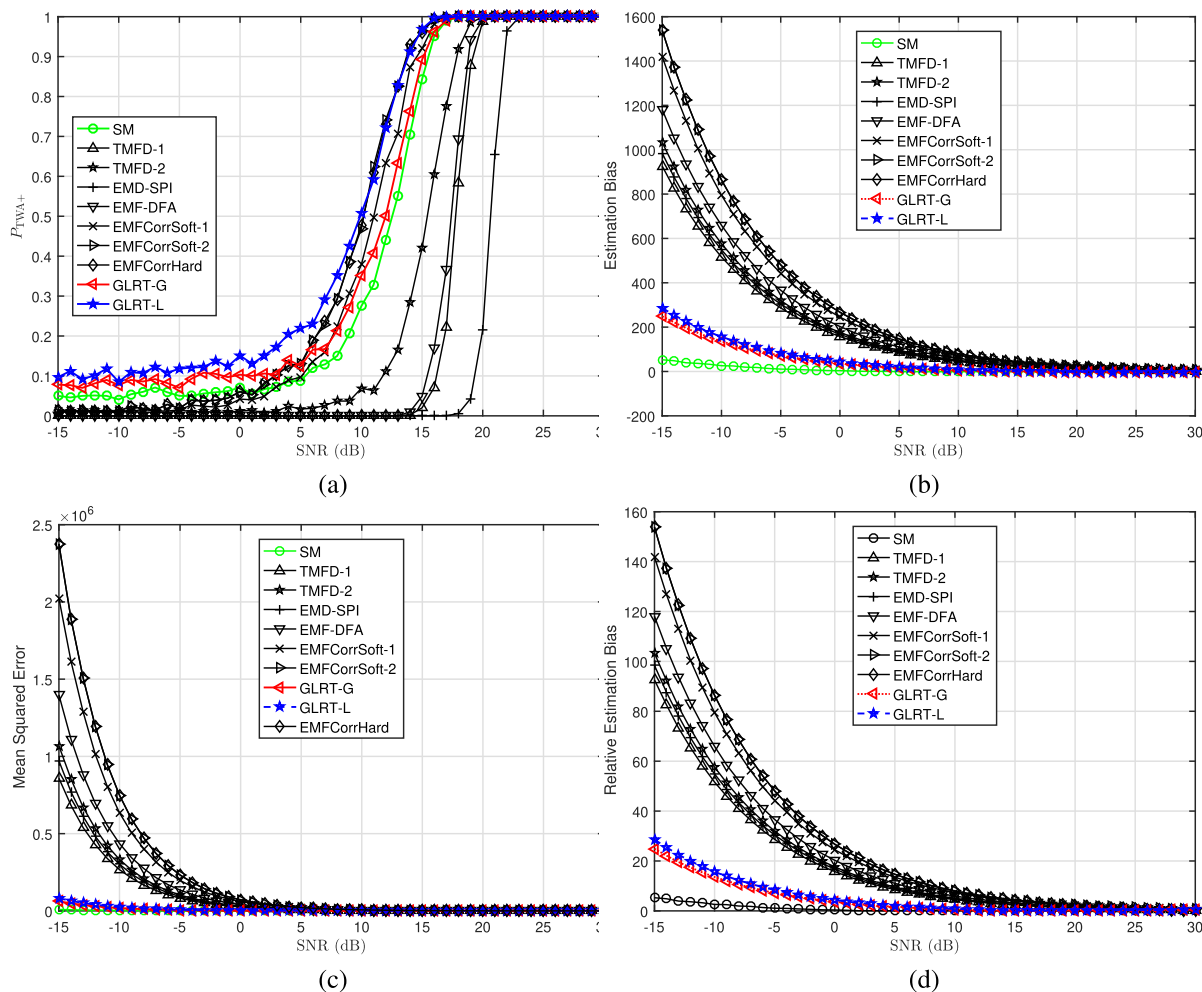 1
0.9
0.8
0.7
0.6
0.5
0.4
0.3
0.2
0.1
0
P_TWA+
SM
TMFD-1
TMFD-2
EMD-SPI
EMF-DFA
EMFCorrSoft-1
EMFCorrSoft-2
EMFCorrHard
GLRT-G
GLRT-L
-15 -10 -5 0 5 10 15 20 25 3
SNR (dB)
(a)
1600
1400
1200
1000
800
600
400
200
0
-200
Estimation Bias
SM
TMFD-1
TMFD-2
EMD-SPI
EMF-DFA
EMFCorrSoft-1
EMFCorrSoft-2
EMFCorrHard
GLRT-G
GLRT-L
-15 -10 -5 0 5 10 15 20 25 30
SNR (dB)
(b)
×10^6
2.5
2
1.5
1
0.5
0
Mean Squared Error
SM
TMFD-1
TMFD-2
EMD-SPI
EMF-DFA
EMFCorrSoft-1
EMFCorrSoft-2
GLRT-G
GLRT-L
EMFCorrHard
-15 -10 -5 0 5 10 15 20 25 3
SNR (dB)
(c)
160
140
120
100
80
60
40
20
0
Relative Estimation Bias
SM
TMFD-1
TMFD-2
EMD-SPI
EMF-DFA
EMFCorrSoft-1
EMFCorrSoft-2
EMFCorrHard
GLRT-G
GLRT-L
-15 -10 -5 0 5 10 15 20 25 30
SNR (dB)
(d)